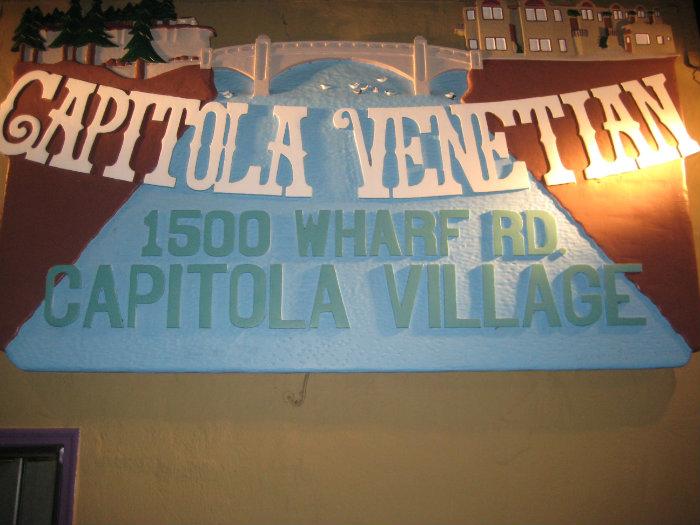 CAPITOLA VENETIAN
1500 WHARF RD.
CAPITOLA VILLAGE